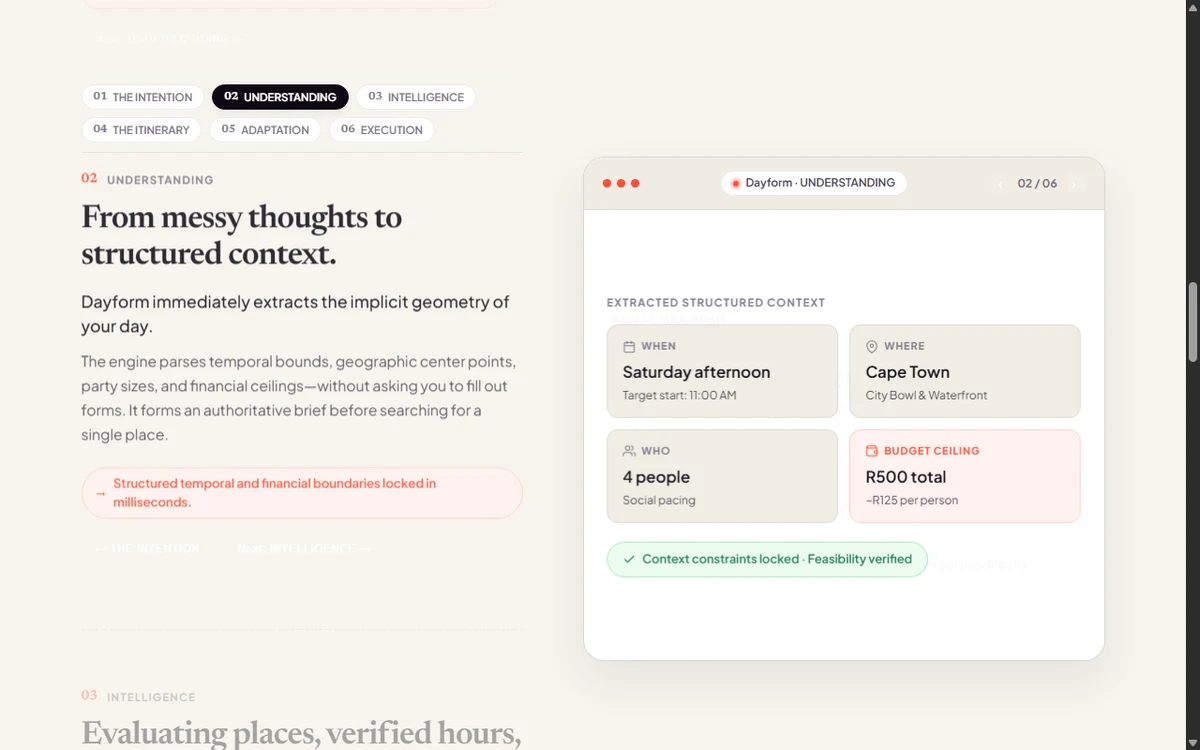 01 THE INTENTION
02 UNDERSTANDING
03 INTELLIGENCE
04 THE ITINERARY
05 ADAPTATION
06 EXECUTION
02 UNDERSTANDING
From messy thoughts to
structured context.
Dayform immediately extracts the implicit geometry of
your day.
The engine parses temporal bounds, geographic center points,
party sizes, and financial ceilings—without asking you to fill out
forms. It forms an authoritative brief before searching for a
single place.
→ Structured temporal and financial boundaries locked in
milliseconds.
← THE INTENTION
Next: INTELLIGENCE →
03 INTELLIGENCE
Evaluating places, verified hours,
Dayform · UNDERSTANDING
‹ 02 / 06 ›
EXTRACTED STRUCTURED CONTEXT
WHEN
Saturday afternoon
Target start: 11:00 AM
WHERE
Cape Town
City Bowl & Waterfront
WHO
4 people
Social pacing
BUDGET CEILING
R500 total
~R125 per person
✓ Context constraints locked · Feasibility verified